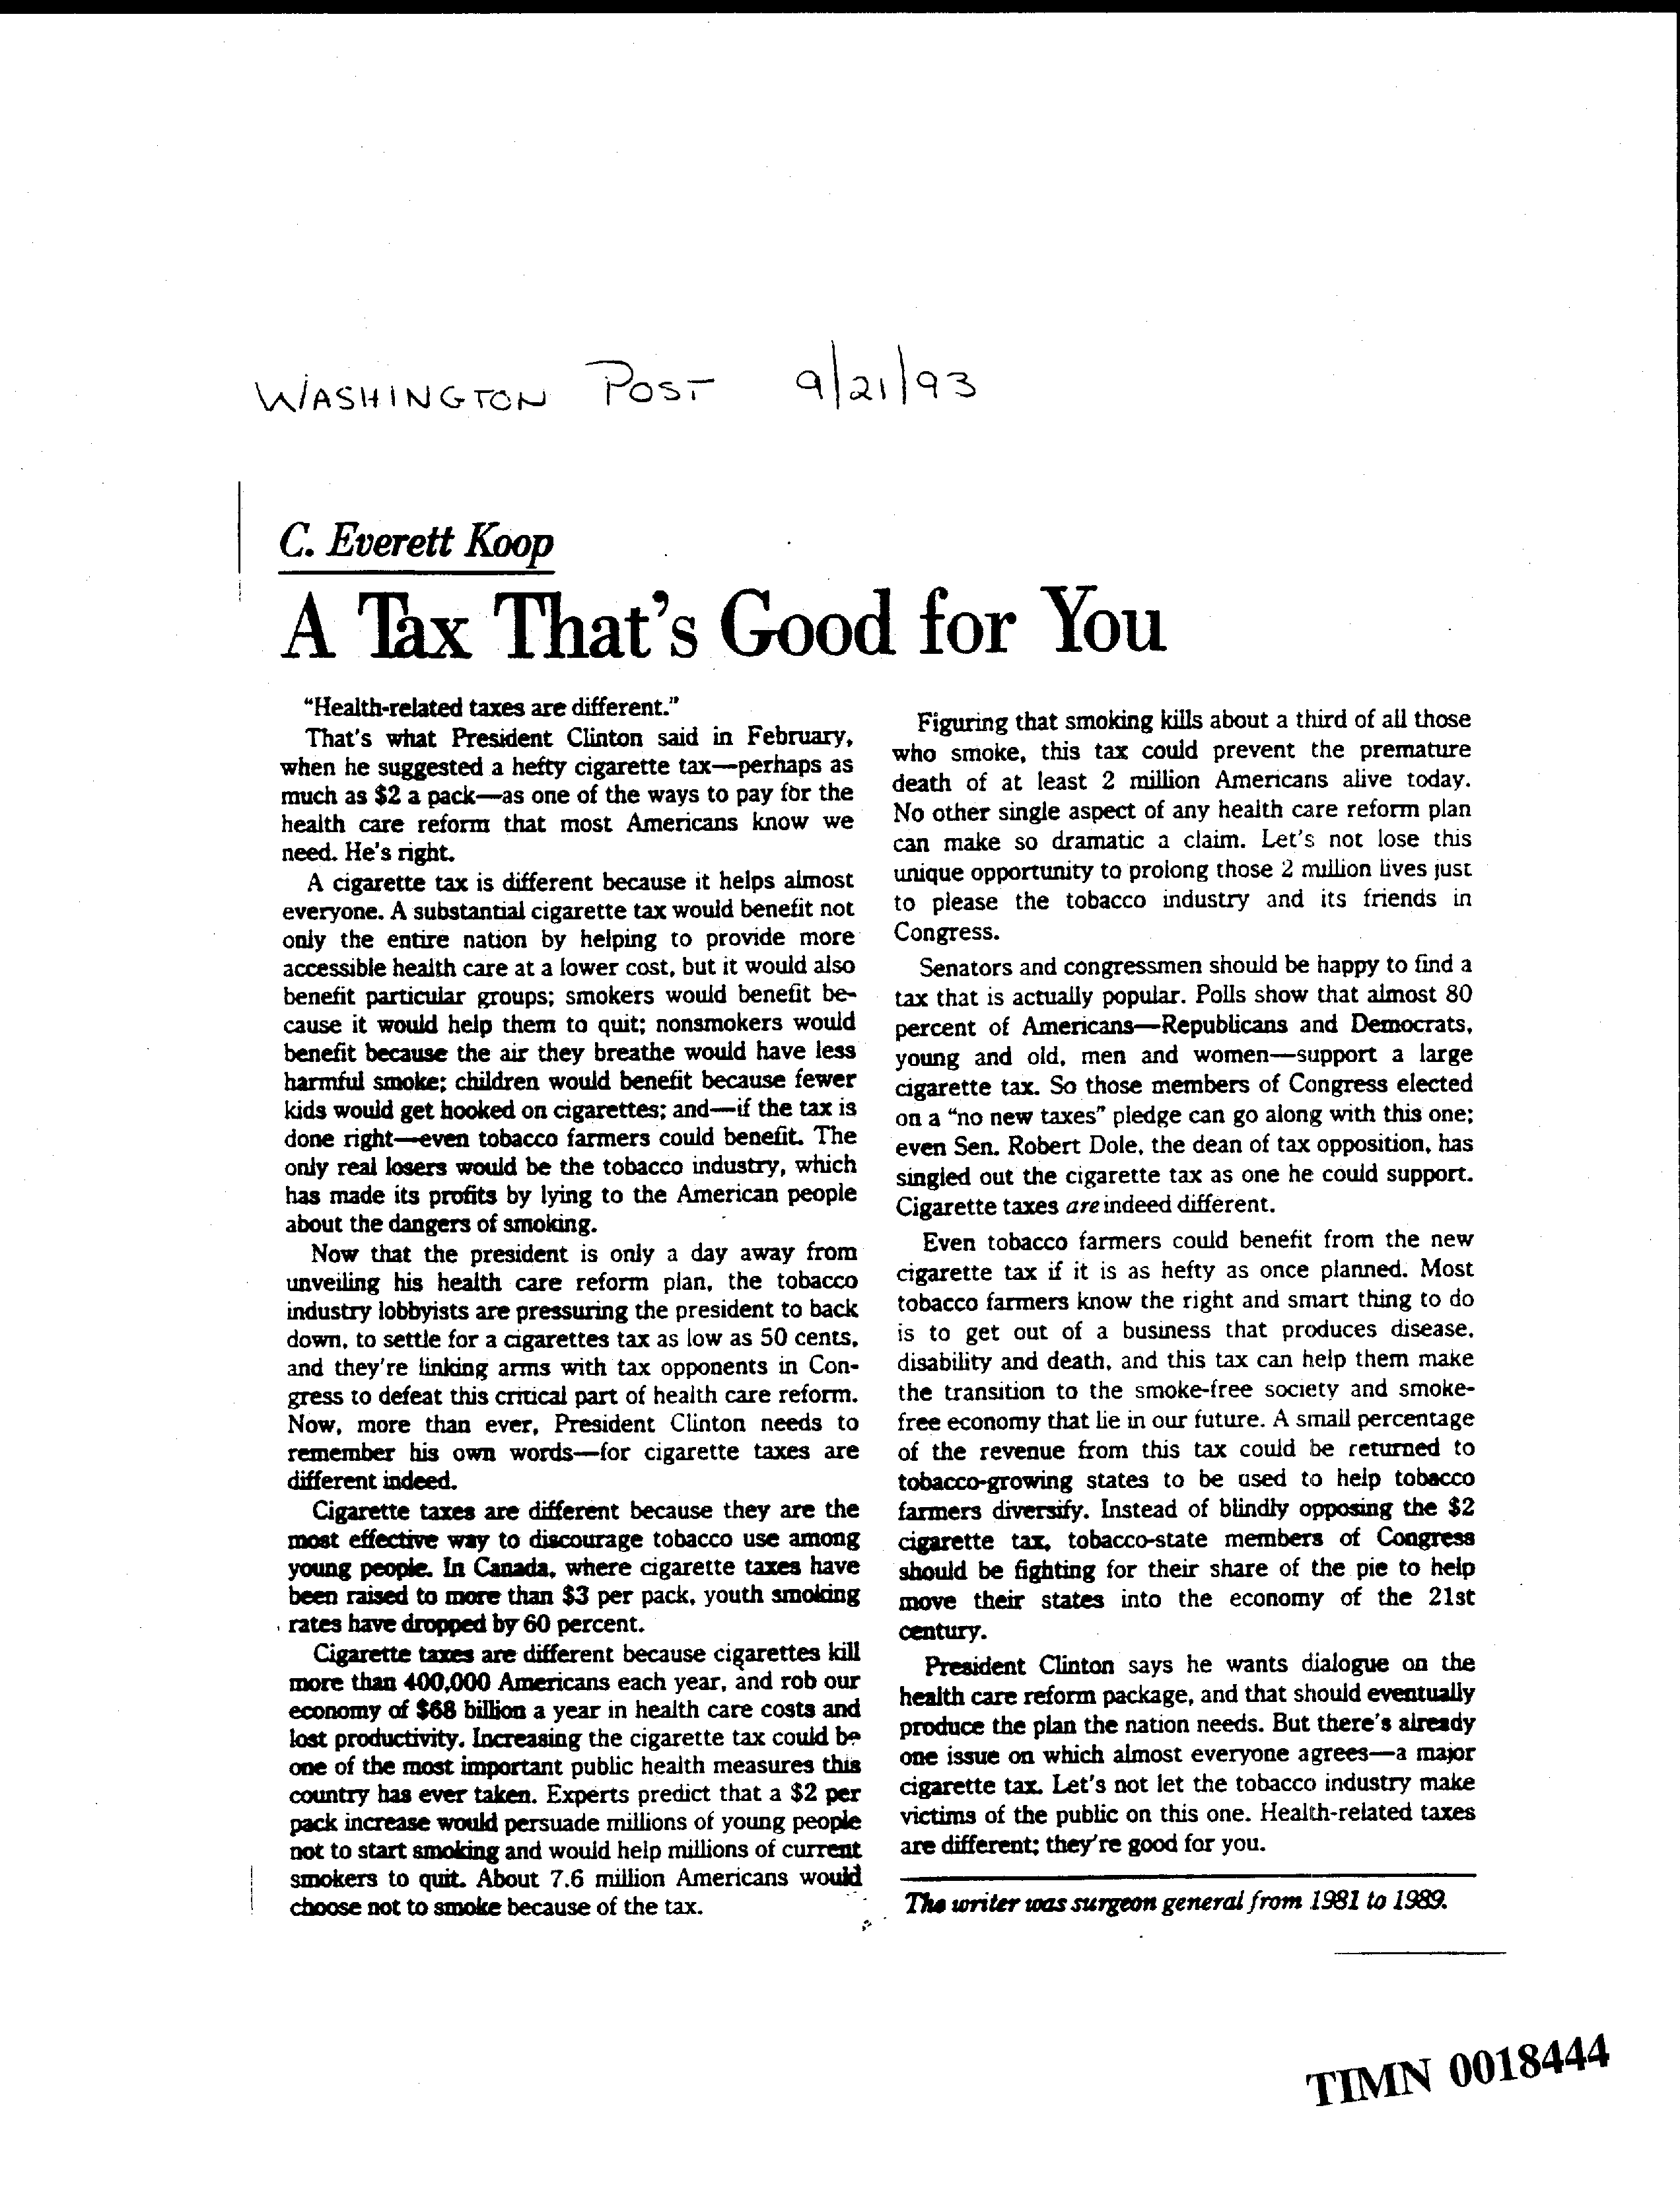 WASHINGTON POST 9/21/93
C. Everett Koop
A Tax That's Good for You
"Health-related taxes are different."
That's what President Clinton said in February,
when he suggested a hefty cigarette tax—perhaps as
much as $2 a pack—as one of the ways to pay for the
health care reform that most Americans know we
need. He's right.
A cigarette tax is different because it helps almost
everyone. A substantial cigarette tax would benefit not
only the entire nation by helping to provide more
accessible health care at a lower cost, but it would also
benefit particular groups; smokers would benefit be-
cause it would help them to quit; nonsmokers would
benefit because the air they breathe would have less
harmful smoke; children would benefit because fewer
kids would get hooked on cigarettes; and—if the tax is
done right—even tobacco farmers could benefit. The
only real losers would be the tobacco industry, which
has made its profits by lying to the American people
about the dangers of smoking.
Now that the president is only a day away from
unveiling his health care reform plan, the tobacco
industry lobbyists are pressuring the president to back
down, to settle for a cigarettes tax as low as 50 cents,
and they're linking arms with tax opponents in Con-
gress to defeat this critical part of health care reform.
Now, more than ever, President Clinton needs to
remember his own words—for cigarette taxes are
different indeed.
Cigarette taxes are different because they are the
most effective way to discourage tobacco use among
young people. In Canada, where cigarette taxes have
been raised to more than $3 per pack, youth smoking
rates have dropped by 60 percent.
Cigarette taxes are different because cigarettes kill
more than 400,000 Americans each year, and rob our
economy of $68 billion a year in health care costs and
lost productivity. Increasing the cigarette tax could be
one of the most important public health measures this
country has ever taken. Experts predict that a $2 per
pack increase would persuade millions of young people
not to start smoking and would help millions of current
smokers to quit. About 7.6 million Americans would
choose not to smoke because of the tax.
Figuring that smoking kills about a third of all those
who smoke, this tax could prevent the premature
death of at least 2 million Americans alive today.
No other single aspect of any health care reform plan
can make so dramatic a claim. Let's not lose this
unique opportunity to prolong those 2 million lives just
to please the tobacco industry and its friends in
Congress.
Senators and congressmen should be happy to find a
tax that is actually popular. Polls show that almost 80
percent of Americans—Republicans and Democrats,
young and old, men and women—support a large
cigarette tax. So those members of Congress elected
on a "no new taxes" pledge can go along with this one;
even Sen. Robert Dole, the dean of tax opposition, has
singled out the cigarette tax as one he could support.
Cigarette taxes are indeed different.
Even tobacco farmers could benefit from the new
cigarette tax if it is as hefty as once planned. Most
tobacco farmers know the right and smart thing to do
is to get out of a business that produces disease,
disability and death, and this tax can help them make
the transition to the smoke-free society and smoke-
free economy that lie in our future. A small percentage
of the revenue from this tax could be returned to
tobacco-growing states to be used to help tobacco
farmers diversify. Instead of blindly opposing the $2
cigarette tax, tobacco-state members of Congress
should be fighting for their share of the pie to help
move their states into the economy of the 21st
century.
President Clinton says he wants dialogue on the
health care reform package, and that should eventually
produce the plan the nation needs. But there's already
one issue on which almost everyone agrees—a major
cigarette tax. Let's not let the tobacco industry make
victims of the public on this one. Health-related taxes
are different; they're good for you.
The writer was surgeon general from 1981 to 1989.
TIMN 0018444